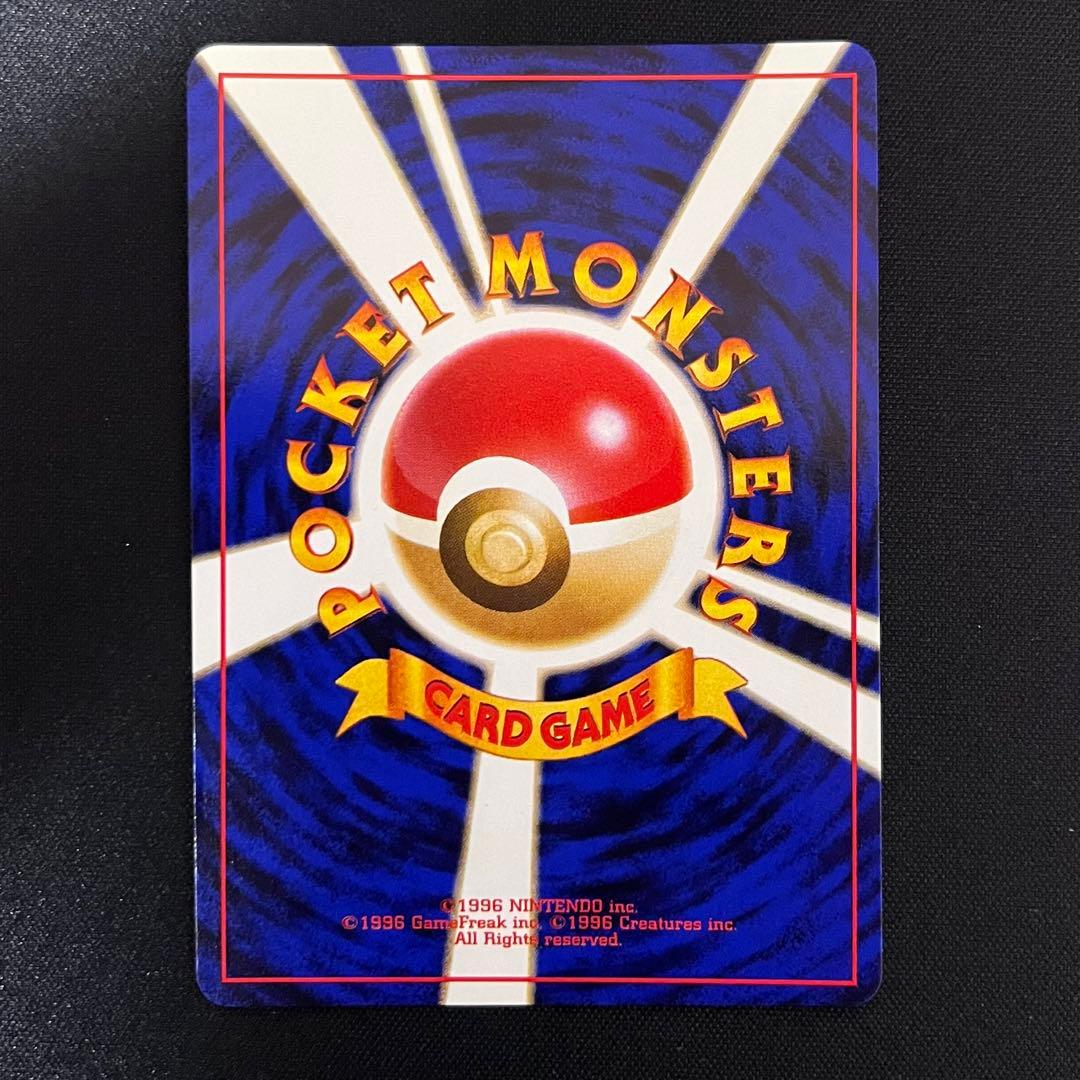 POCKET MONSTERS
CARD GAME
©1996 NINTENDO inc.
©1996 GameFreak inc. ©1996 Creatures inc.
All Rights reserved.